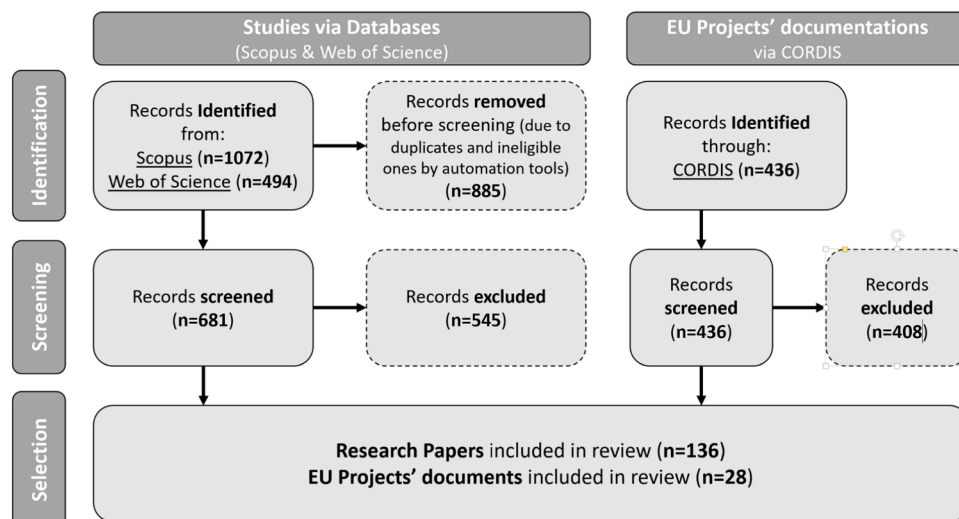 Studies via Databases
(Scopus & Web of Science)
EU Projects’ documentations
via CORDIS
Identification
Records Identified
from:
Scopus (n=1072)
Web of Science (n=494)
Records removed
before screening (due to
duplicates and ineligible
ones by automation tools)
(n=885)
Records Identified
through:
CORDIS (n=436)
Screening
Records screened
(n=681)
Records excluded
(n=545)
Records
screened
(n=436)
Records
excluded
(n=408)
Selection
Research Papers included in review (n=136)
EU Projects’ documents included in review (n=28)